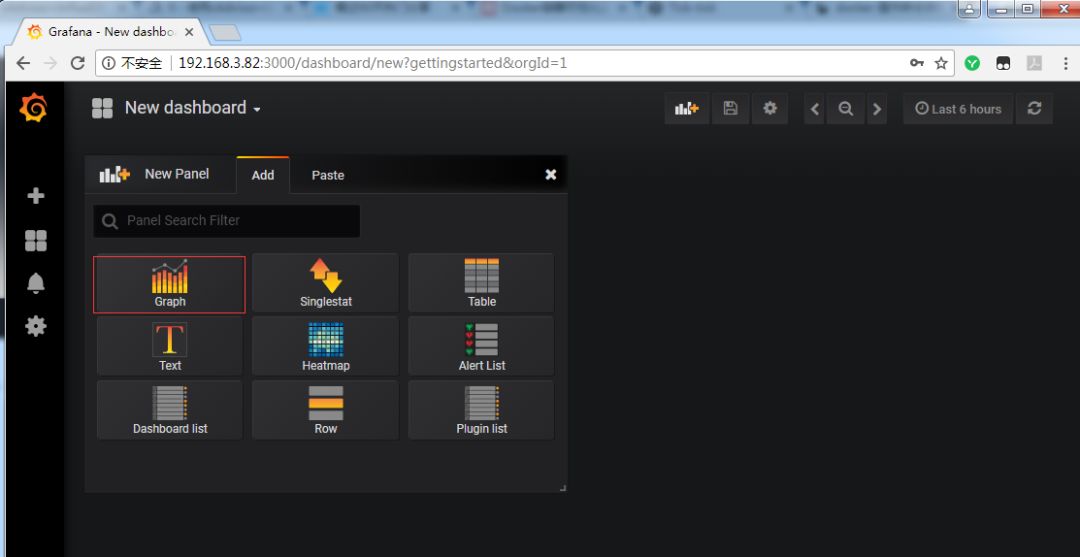 Grafana - New dashbo
不安全 | 192.168.3.82:3000/dashboard/new?gettingstarted&orgId=1
New dashboard
Last 6 hours
New Panel
Add
Paste
Panel Search Filter
Graph
Singlestat
Table
Text
Heatmap
Alert List
Dashboard list
Row
Plugin list